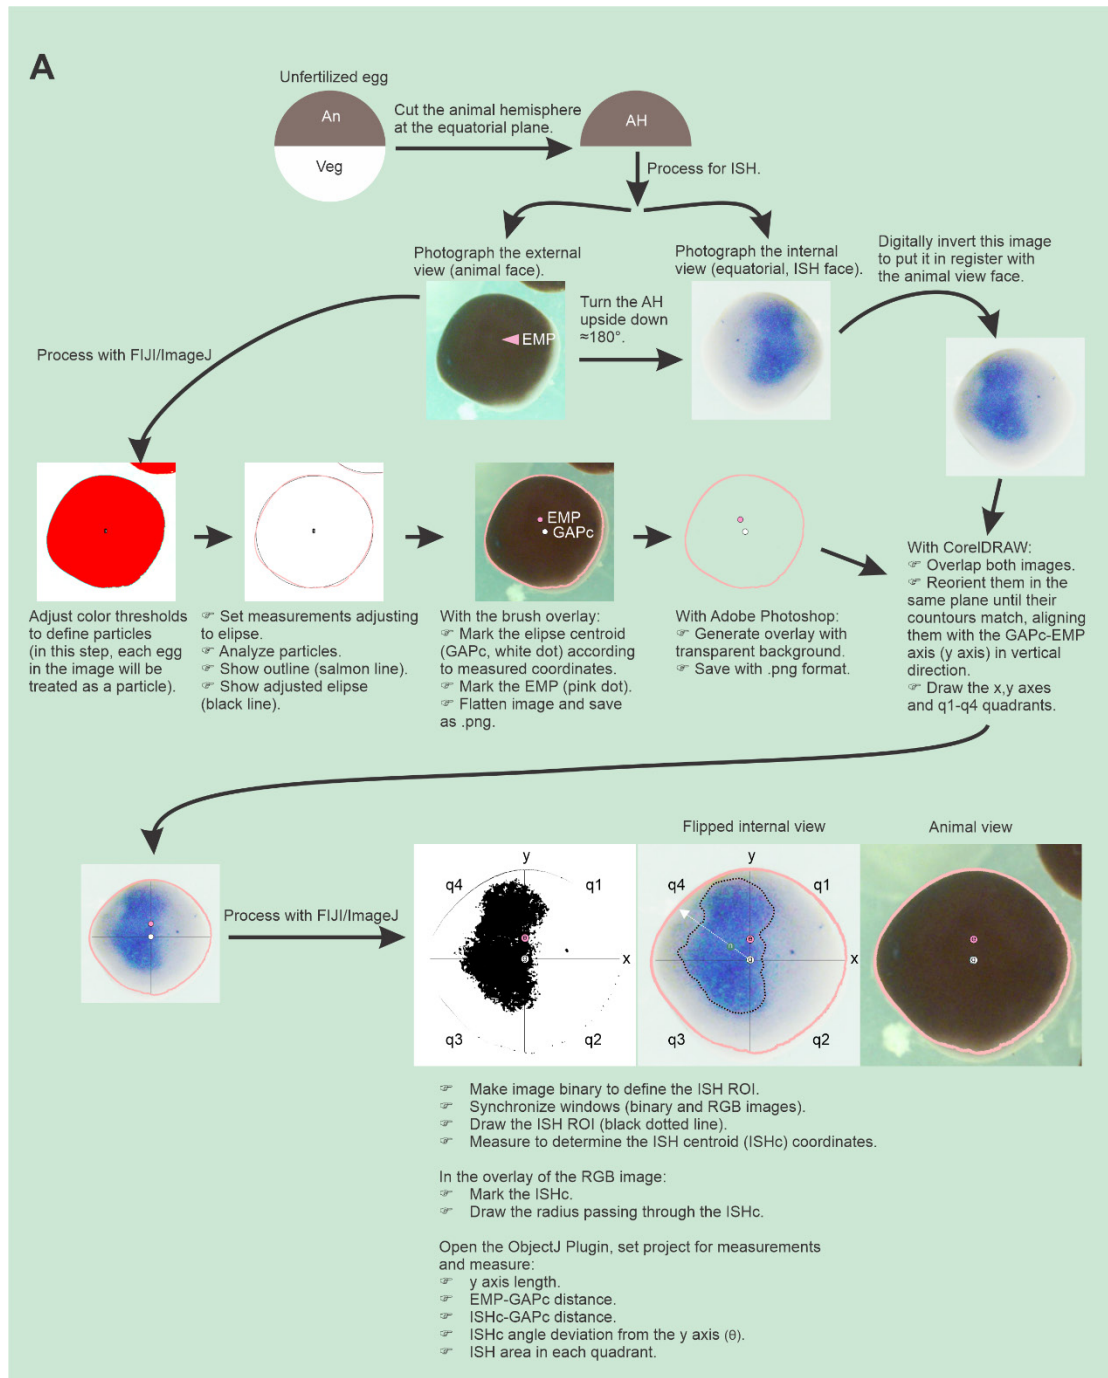 A
Unfertilized egg
An
Veg
Cut the animal hemisphere
at the equatorial plane.
AH
Process for ISH.
Photograph the external
view (animal face).
Photograph the internal
view (equatorial, ISH face).
Digitally invert this image
to put it in register with
the animal view face.
EMP
Turn the AH
upside down
≈180°.
Process with FIJI/ImageJ
EMP
GAPc
Adjust color thresholds
to define particles
(in this step, each egg
in the image will be
treated as a particle).
☞ Set measurements adjusting
to elipse.
☞ Analyze particles.
☞ Show outline (salmon line).
☞ Show adjusted elipse
(black line).
With the brush overlay:
☞ Mark the elipse centroid
(GAPc, white dot) according
to measured coordinates.
☞ Mark the EMP (pink dot).
☞ Flatten image and save
as .png.
With Adobe Photoshop:
☞ Generate overlay with
transparent background.
☞ Save with .png format.
With CorelDRAW:
☞ Overlap both images.
☞ Reorient them in the
same plane until their
countours match, aligning
them with the GAPc-EMP
axis (y axis) in vertical
direction.
☞ Draw the x,y axes
and q1-q4 quadrants.
Process with FIJI/ImageJ
y
q4
q1
x
e
g
q3
q2
Flipped internal view
y
q4
q1
x
e
g
q3
q2
Animal view
e
g
☞ Make image binary to define the ISH ROI.
☞ Synchronize windows (binary and RGB images).
☞ Draw the ISH ROI (black dotted line).
☞ Measure to determine the ISH centroid (ISHc) coordinates.
In the overlay of the RGB image:
☞ Mark the ISHc.
☞ Draw the radius passing through the ISHc.
Open the ObjectJ Plugin, set project for measurements
and measure:
☞ y axis length.
☞ EMP-GAPc distance.
☞ ISHc-GAPc distance.
☞ ISHc angle deviation from the y axis (θ).
☞ ISH area in each quadrant.